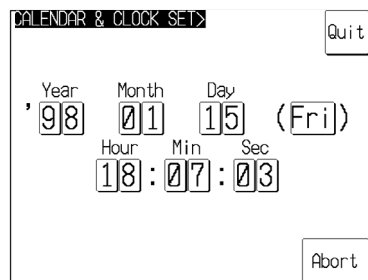 CALENDAR & CLOCK SET>
Quit
Year Month Day
'98 01 15 (Fri)
Hour Min Sec
18:07:03
Abort